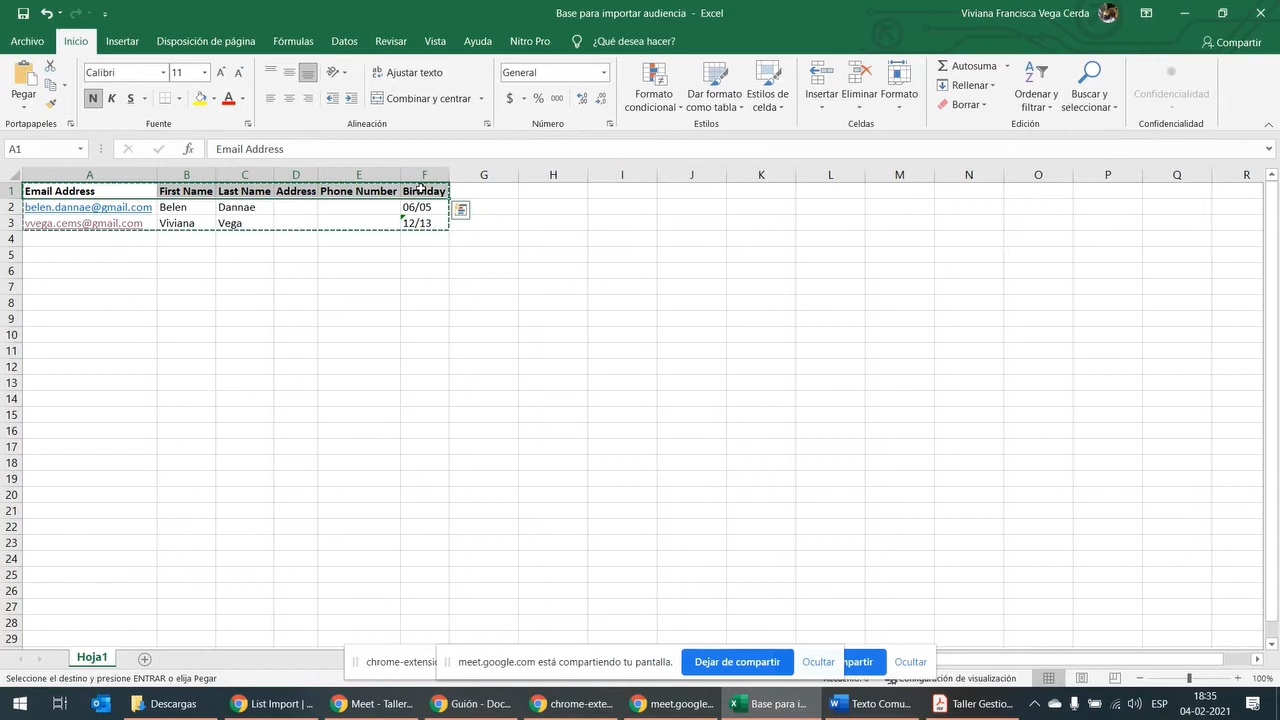 Base para importar audiencia - Excel
Viviana Francisca Vega Cerda
Archivo Inicio Insertar Disposición de página Fórmulas Datos Revisar Vista Ayuda Nitro Pro ¿Qué desea hacer? Compartir
Pegar
Calibri 11
N K S
Ajustar texto
Combinar y centrar
General
$ % 000
Formato condicional
Dar formato como tabla
Estilos de celda
Insertar Eliminar Formato
Autosuma
Rellenar
Borrar
Ordenar y filtrar
Buscar y seleccionar
Confidencialidad
Portapapeles Fuente Alineación Número Estilos Celdas Edición Confidencialidad
A1 fx Email Address
A B C D E F G H I J K L M N O P Q R
1 Email Address First Name Last Name Address Phone Number Birthday
2 belen.dannae@gmail.com Belen Dannae 06/05
3 vvega.cems@gmail.com Viviana Vega 12/13
4
5
6
7
8
9
10
11
12
13
14
15
16
17
18
19
20
21
22
23
24
25
26
27
28
29
Hoja1
chrome-extensi
meet.google.com está compartiendo tu pantalla. Dejar de compartir Ocultar
partir Ocultar
Seleccione el destino y presione ENTRAR o elija Pegar
Configuración de visualización
100%
Descargas
List Import | ...
Meet - Taller...
Guión - Doc...
chrome-exte...
meet.google...
Base para i...
Texto Comu...
Taller Gestio...
ESP
18:35
04-02-2021